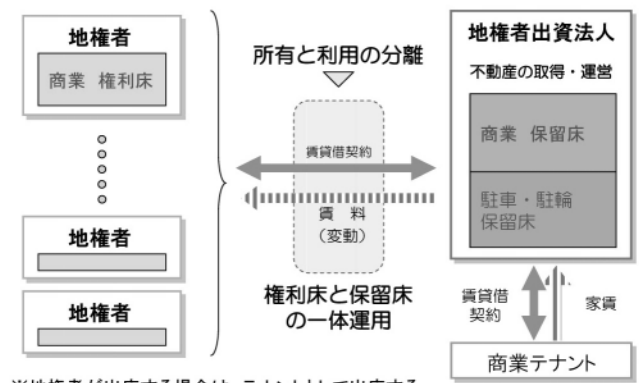 地権者
商業 権利床
地権者
地権者
所有と利用の分離
賃貸借契約
賃 料
（変動）
権利床と保留床
の一体運用
地権者出資法人
不動産の取得・運営
商業 保留床
駐車・駐輪
保留床
賃貸借
契約
家賃
商業テナント